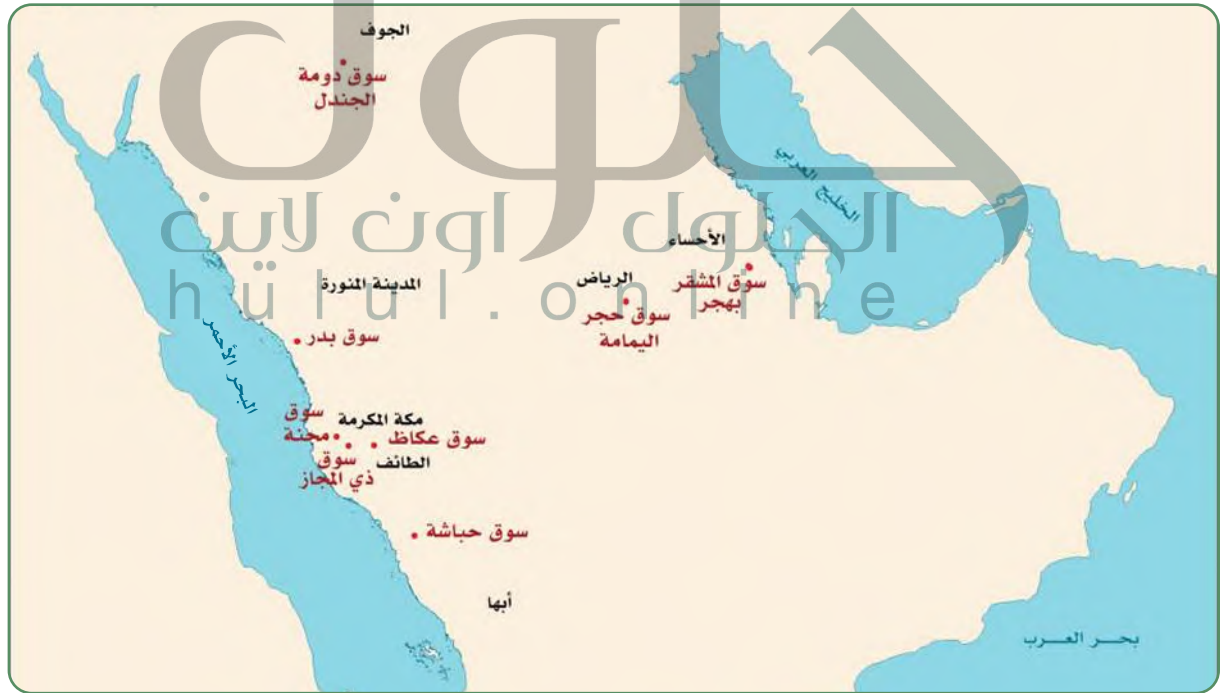 الجوف
سوق دومة
الجندل
حلول
الحلول اون لاين
hülul.online
الخليج العربي
الأحساء
سوق المشقر
بهجر
الرياض
سوق حجر
اليمامة
المدينة المنورة
سوق بدر
البحر الأحمر
سوق
مجنة
مكة المكرمة
سوق عكاظ
الطائف
سوق
ذي المجاز
سوق حباشة
أبها
بحر العرب